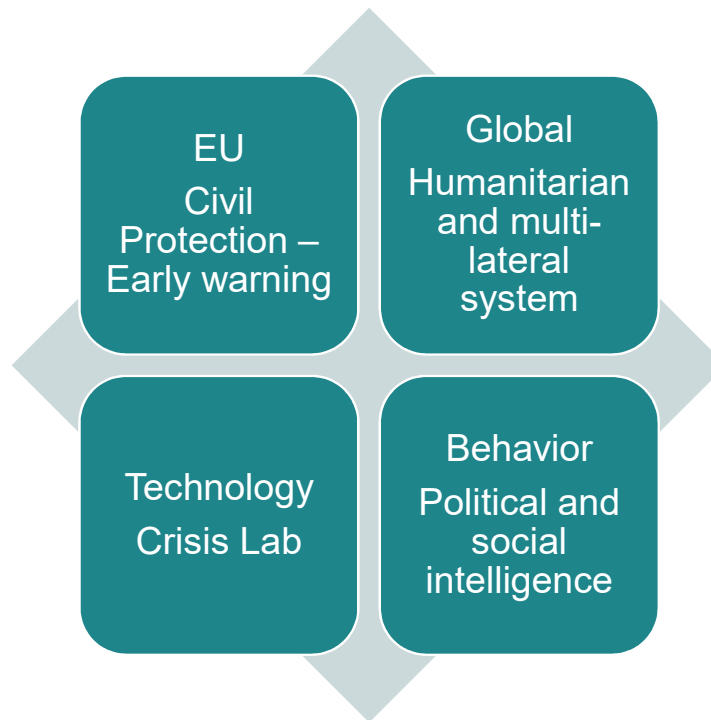 EU
Civil
Protection –
Early warning
Global
Humanitarian
and multi-
lateral
system
Technology
Crisis Lab
Behavior
Political and
social
intelligence